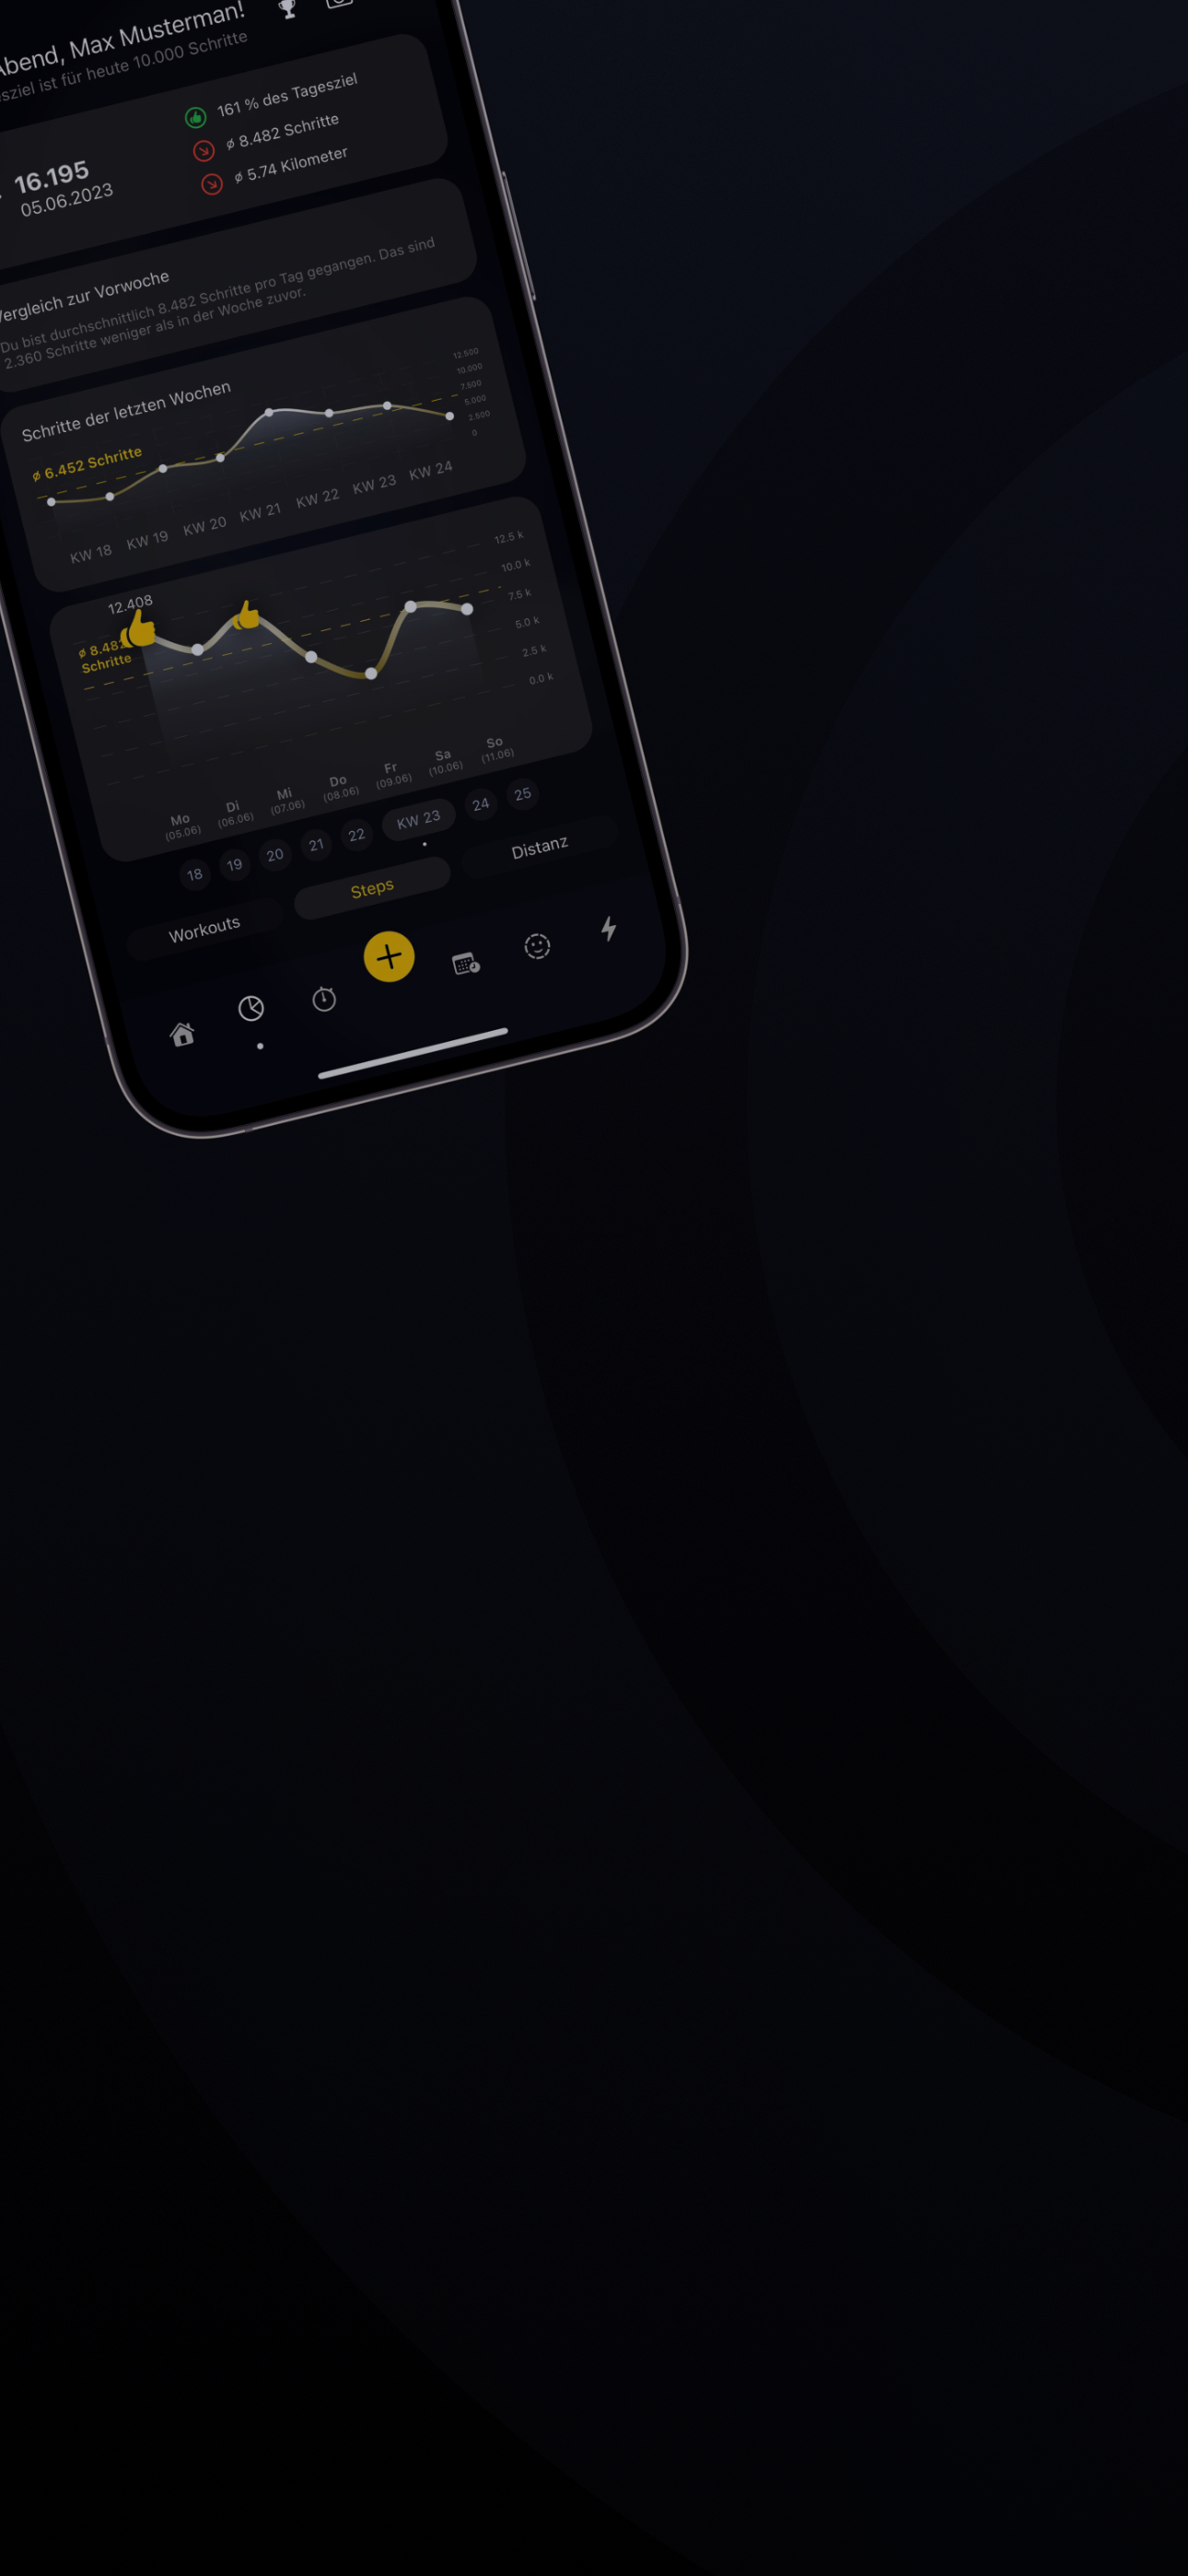 Abend, Max Musterman!
sziel ist für heute 10.000 Schritte
16.195
05.06.2023
161 % des Tagesziel
ø 8.482 Schritte
ø 5.74 Kilometer
Vergleich zur Vorwoche
Du bist durchschnittlich 8.482 Schritte pro Tag gegangen. Das sind
2.360 Schritte weniger als in der Woche zuvor.
Schritte der letzten Wochen
ø 6.452 Schritte
12.500
10.000
7.500
5.000
2.500
0
KW 18 KW 19 KW 20 KW 21 KW 22 KW 23 KW 24
12.408
ø 8.482
Schritte
12.5 k
10.0 k
7.5 k
5.0 k
2.5 k
0.0 k
Mo Di Mi Do Fr Sa So
(05.06) (06.06) (07.06) (08.06) (09.06) (10.06) (11.06)
18 19 20 21 22 KW 23 24 25
Workouts Steps Distanz